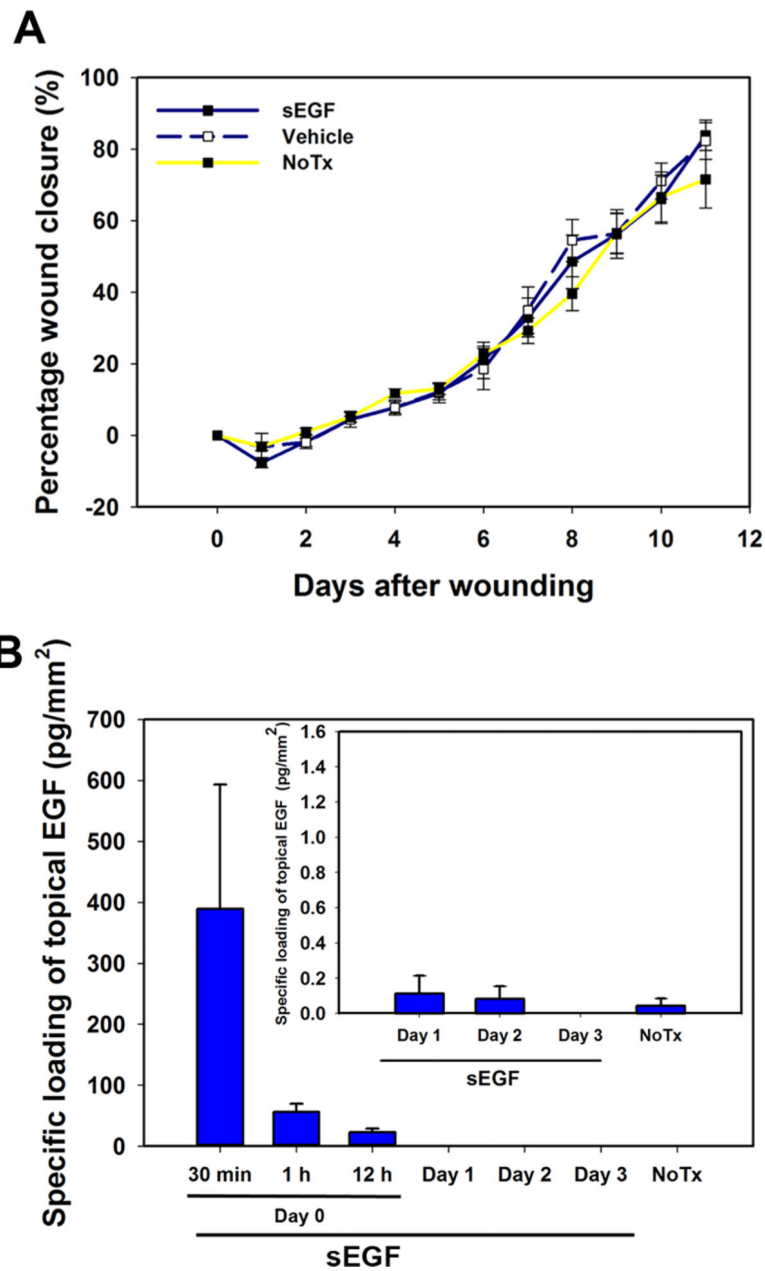 A
Percentage wound closure (%)
100
80
60
40
20
0
-20
sEGF
Vehicle
NoTx
0 2 4 6 8 10 12
Days after wounding
B
Specific loading of topical EGF (pg/mm²)
700
600
500
400
300
200
100
0
Specific loading of topical EGF (pg/mm²)
1.6
1.4
1.2
1.0
0.8
0.6
0.4
0.2
0.0
Day 1 Day 2 Day 3 NoTx
sEGF
30 min 1 h 12 h Day 1 Day 2 Day 3 NoTx
Day 0
sEGF